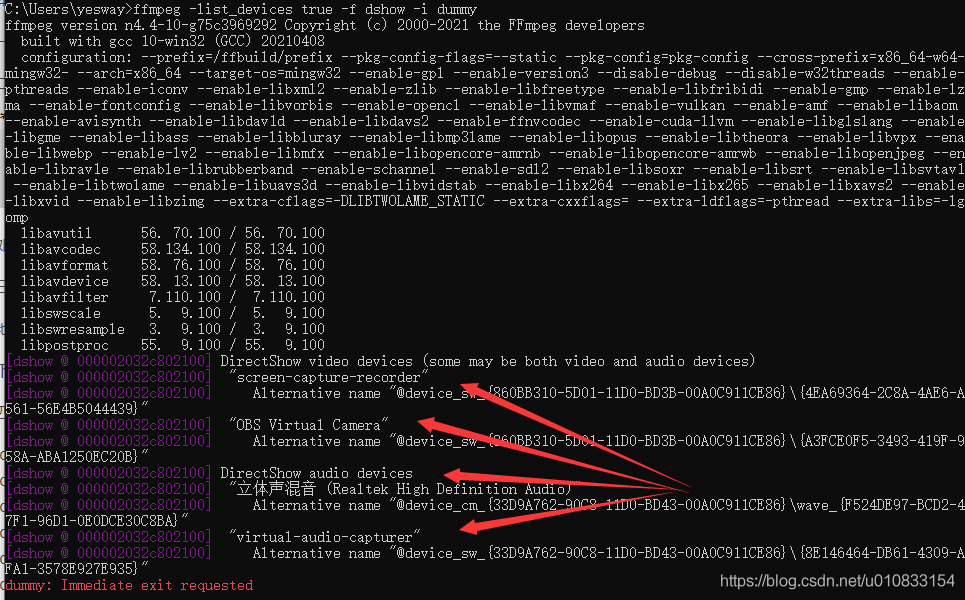 C:\Users\yesway>ffmpeg -list_devices true -f dshow -i dummy
ffmpeg version n4.4-10-g75c3969292 Copyright (c) 2000-2021 the FFmpeg developers
built with gcc 10-win32 (GCC) 20210408
configuration: --prefix=/ffbuild/prefix --pkg-config-flags=--static --pkg-config=pkg-config --cross-prefix=x86_64-w64-
mingw32- --arch=x86_64 --target-os=mingw32 --enable-gpl --enable-version3 --disable-debug --disable-w32threads --enable-
pthreads --enable-iconv --enable-libxml2 --enable-zlib --enable-libfreetype --enable-libfribidi --enable-gmp --enable-lz
ma --enable-fontconfig --enable-libvorbis --enable-opencl --enable-libvmaf --enable-vulkan --enable-amf --enable-libaom
--enable-avisynth --enable-libdav1d --enable-libdavs2 --enable-ffnvcodec --enable-cuda-llvm --enable-libglslang --enable
-libgme --enable-libass --enable-libbluray --enable-libmp3lame --enable-libopus --enable-libtheora --enable-libvpx --ena
ble-libwebp --enable-lv2 --enable-libmfx --enable-libopencore-amrnb --enable-libopencore-amrwb --enable-libopenjpeg --en
able-librav1e --enable-librubberband --enable-schannel --enable-sdl2 --enable-libsoxr --enable-libsrt --enable-libsvtav1
--enable-libtwolame --enable-libuavs3d --enable-libvidstab --enable-libx264 --enable-libx265 --enable-libxavs2 --enable
-libxvid --enable-libzimg --extra-cflags=-DLIBTWOLAME_STATIC --extra-cxxflags= --extra-ldflags=-pthread --extra-libs=-lg
omp
libavutil 56. 70.100 / 56. 70.100
libavcodec 58.134.100 / 58.134.100
libavformat 58. 76.100 / 58. 76.100
libavdevice 58. 13.100 / 58. 13.100
libavfilter 7.110.100 / 7.110.100
libswscale 5. 9.100 / 5. 9.100
libswresample 3. 9.100 / 3. 9.100
libpostproc 55. 9.100 / 55. 9.100
[dshow @ 000002032c802100] DirectShow video devices (some may be both video and audio devices)
[dshow @ 000002032c802100] "screen-capture-recorder"
[dshow @ 000002032c802100] Alternative name "@device_sw_{860BB310-5D01-11D0-BD3B-00A0C911CE86}\{4EA69364-2C8A-4AE6-A
561-56E4B5044439}"
[dshow @ 000002032c802100] "OBS Virtual Camera"
[dshow @ 000002032c802100] Alternative name "@device_sw_{860BB310-5D01-11D0-BD3B-00A0C911CE86}\{A3FCE0F5-3493-419F-9
58A-ABA1250EC20B}"
[dshow @ 000002032c802100] DirectShow audio devices
[dshow @ 000002032c802100] "立体声混音 (Realtek High Definition Audio)"
[dshow @ 000002032c802100] Alternative name "@device_cm_{33D9A762-90C8-11D0-BD43-00A0C911CE86}\wave_{F524DE97-BCD2-4
7F1-96D1-0E0DCE30C8BA}"
[dshow @ 000002032c802100] "virtual-audio-capturer"
[dshow @ 000002032c802100] Alternative name "@device_sw_{33D9A762-90C8-11D0-BD43-00A0C911CE86}\{8E146464-DB61-4309-A
FA1-3578E927E935}"
dummy: Immediate exit requested
https://blog.csdn.net/u010833154